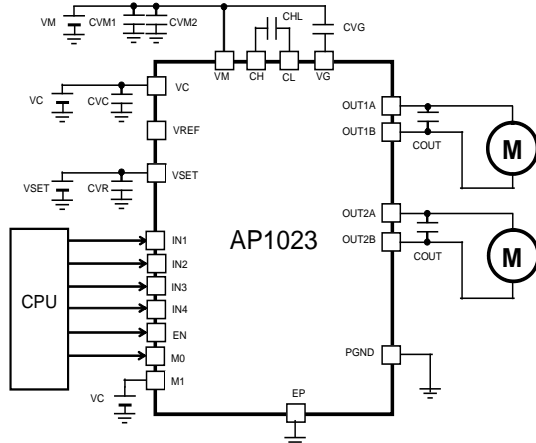 CHL
VM CVM1 CVM2 CVG
VM CH CL VG
VC VC
CVC
OUT1A
VREF
OUT1B
COUT
M
VSET VSET
CVR
OUT2A
IN1
AP1023
OUT2B
IN2
COUT
M
IN3
CPU
IN4
EN
M0
PGND
M1
VC
EP